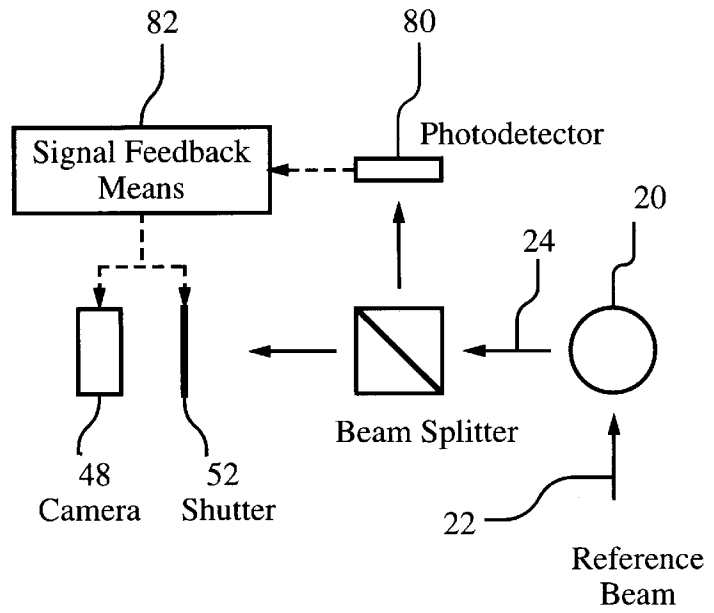 82
80
Signal Feedback
Means
Photodetector
20
24
Beam Splitter
48
Camera
52
Shutter
22
Reference
Beam